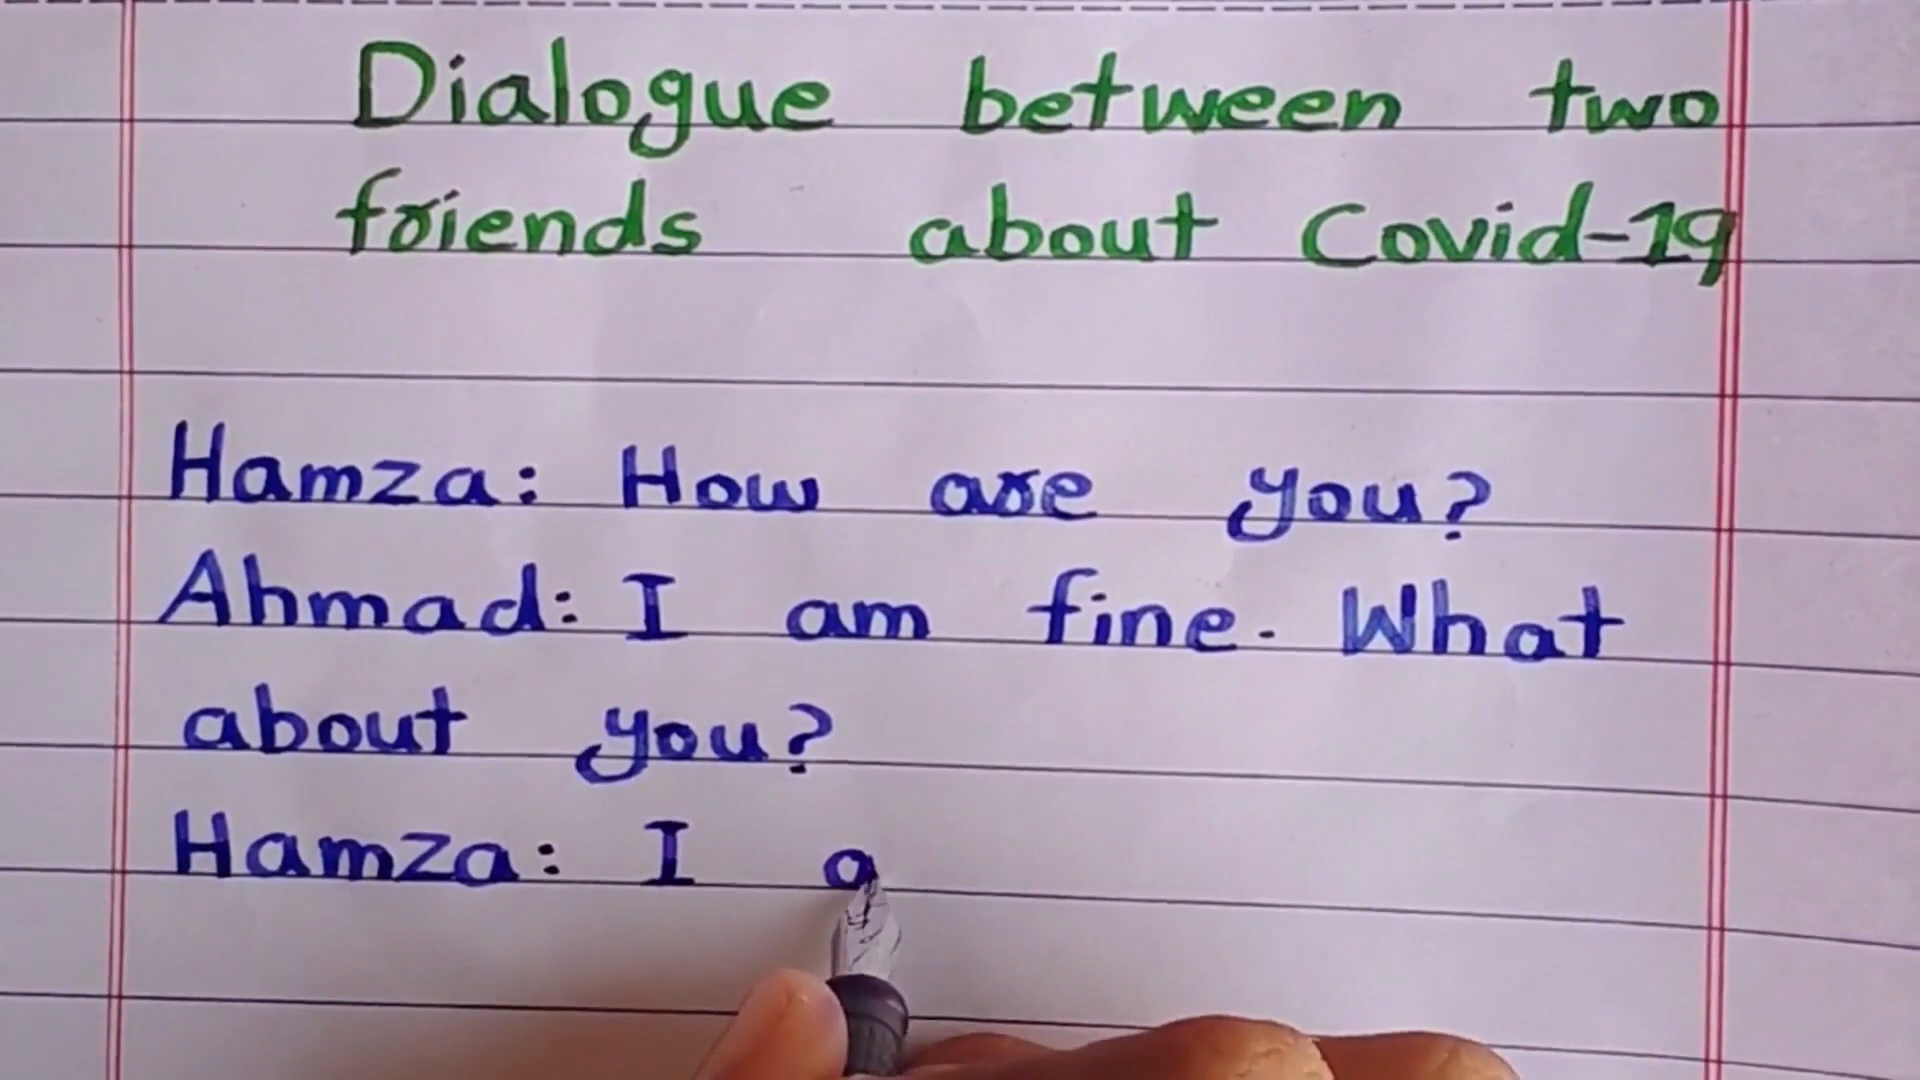 Dialogue between two
friends about Covid-19
Hamza: How are you?
Ahmad: I am fine. What
about you?
Hamza: I a